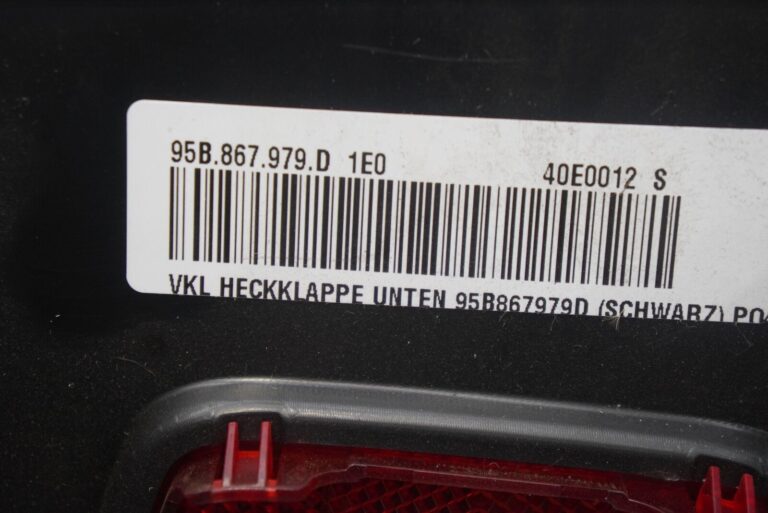 95B.867.979.D 1E0 40E0012 S
VKL HECKKLAPPE UNTEN 95B867979D (SCHWARZ)